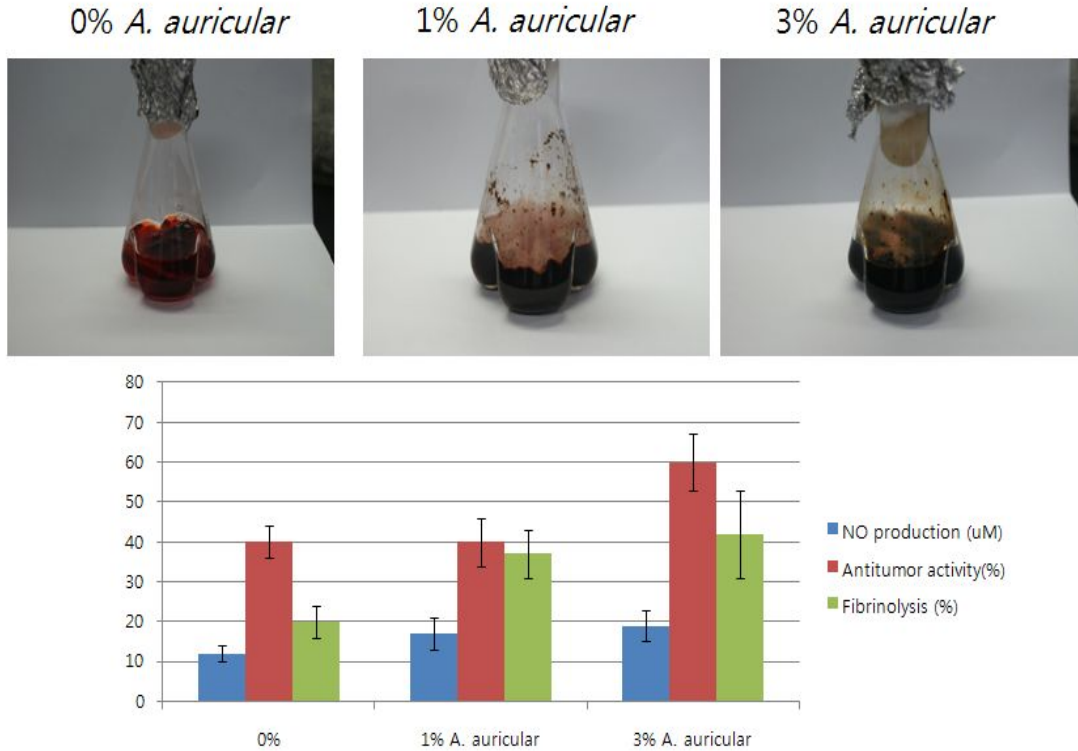 0% A. auricular
1% A. auricular
3% A. auricular
80
70
60
50
40
30
20
10
0
NO production (uM)
Antitumor activity(%)
Fibrinolysis (%)
0%
1% A. auricular
3% A. auricular